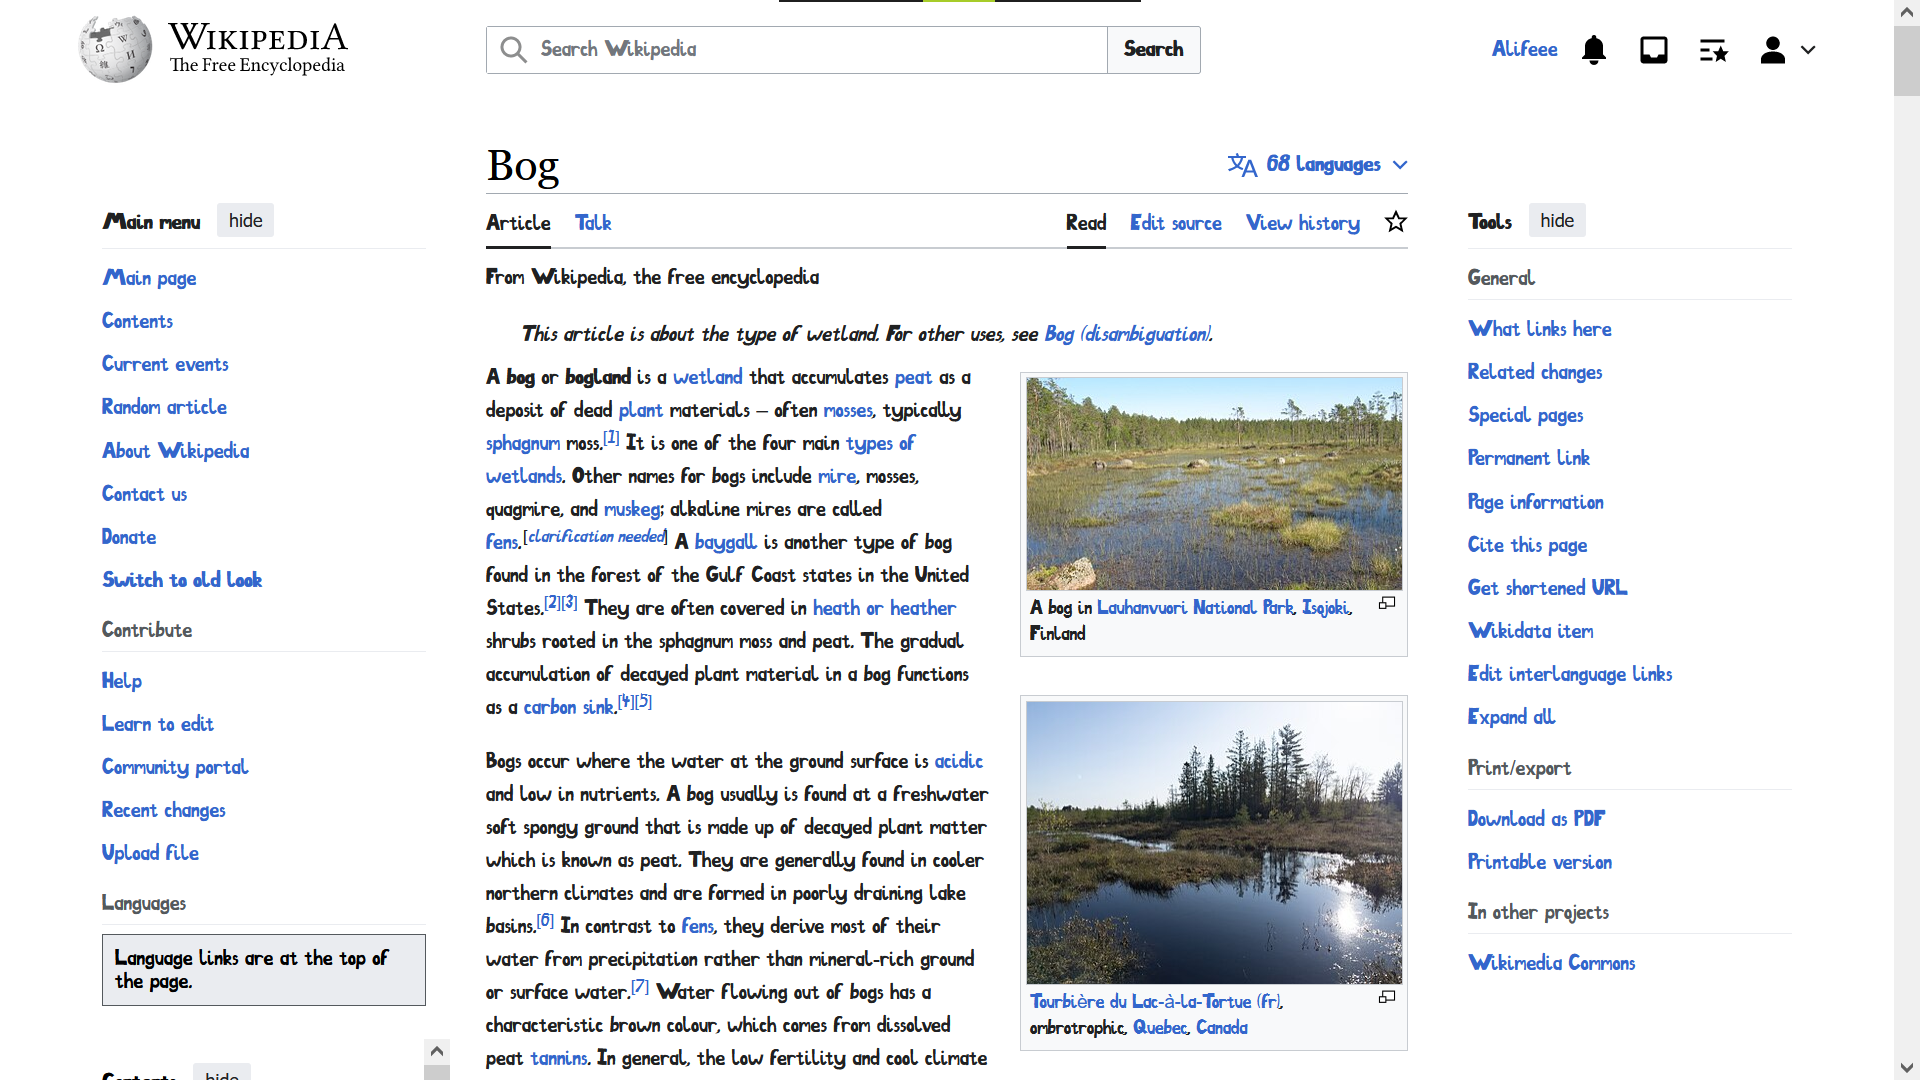 WIKIPEDIA
The Free Encyclopedia
Search Wikipedia
Search
Alifeee
Bog
68 languages
Main menu hide
Main page
Contents
Current events
Random article
About Wikipedia
Contact us
Donate
Switch to old look
Contribute
Help
Learn to edit
Community portal
Recent changes
Upload file
Languages
Language links are at the top of
the page.
Contents hide
Article Talk
Read Edit source View history
From Wikipedia, the free encyclopedia
This article is about the type of wetland. For other uses, see Bog (disambiguation).
A bog or bogland is a wetland that accumulates peat as a
deposit of dead plant materials – often mosses, typically
sphagnum moss.[1] It is one of the four main types of
wetlands. Other names for bogs include mire, mosses,
quagmire, and muskeg; alkaline mires are called
fens.[clarification needed] A baygall is another type of bog
found in the forest of the Gulf Coast states in the United
States.[2][3] They are often covered in heath or heather
shrubs rooted in the sphagnum moss and peat. The gradual
accumulation of decayed plant material in a bog functions
as a carbon sink.[4][5]
Bogs occur where the water at the ground surface is acidic
and low in nutrients. A bog usually is found at a freshwater
soft spongy ground that is made up of decayed plant matter
which is known as peat. They are generally found in cooler
northern climates and are formed in poorly draining lake
basins.[6] In contrast to fens, they derive most of their
water from precipitation rather than mineral-rich ground
or surface water.[7] Water flowing out of bogs has a
characteristic brown colour, which comes from dissolved
peat tannins. In general, the low fertility and cool climate
A bog in Lauhanvuori National Park, Isojoki,
Finland
Tourbière du Lac-à-la-Tortue (fr),
ombrotrophic, Quebec, Canada
Tools hide
General
What links here
Related changes
Special pages
Permanent link
Page information
Cite this page
Get shortened URL
Wikidata item
Edit interlanguage links
Expand all
Print/export
Download as PDF
Printable version
In other projects
Wikimedia Commons